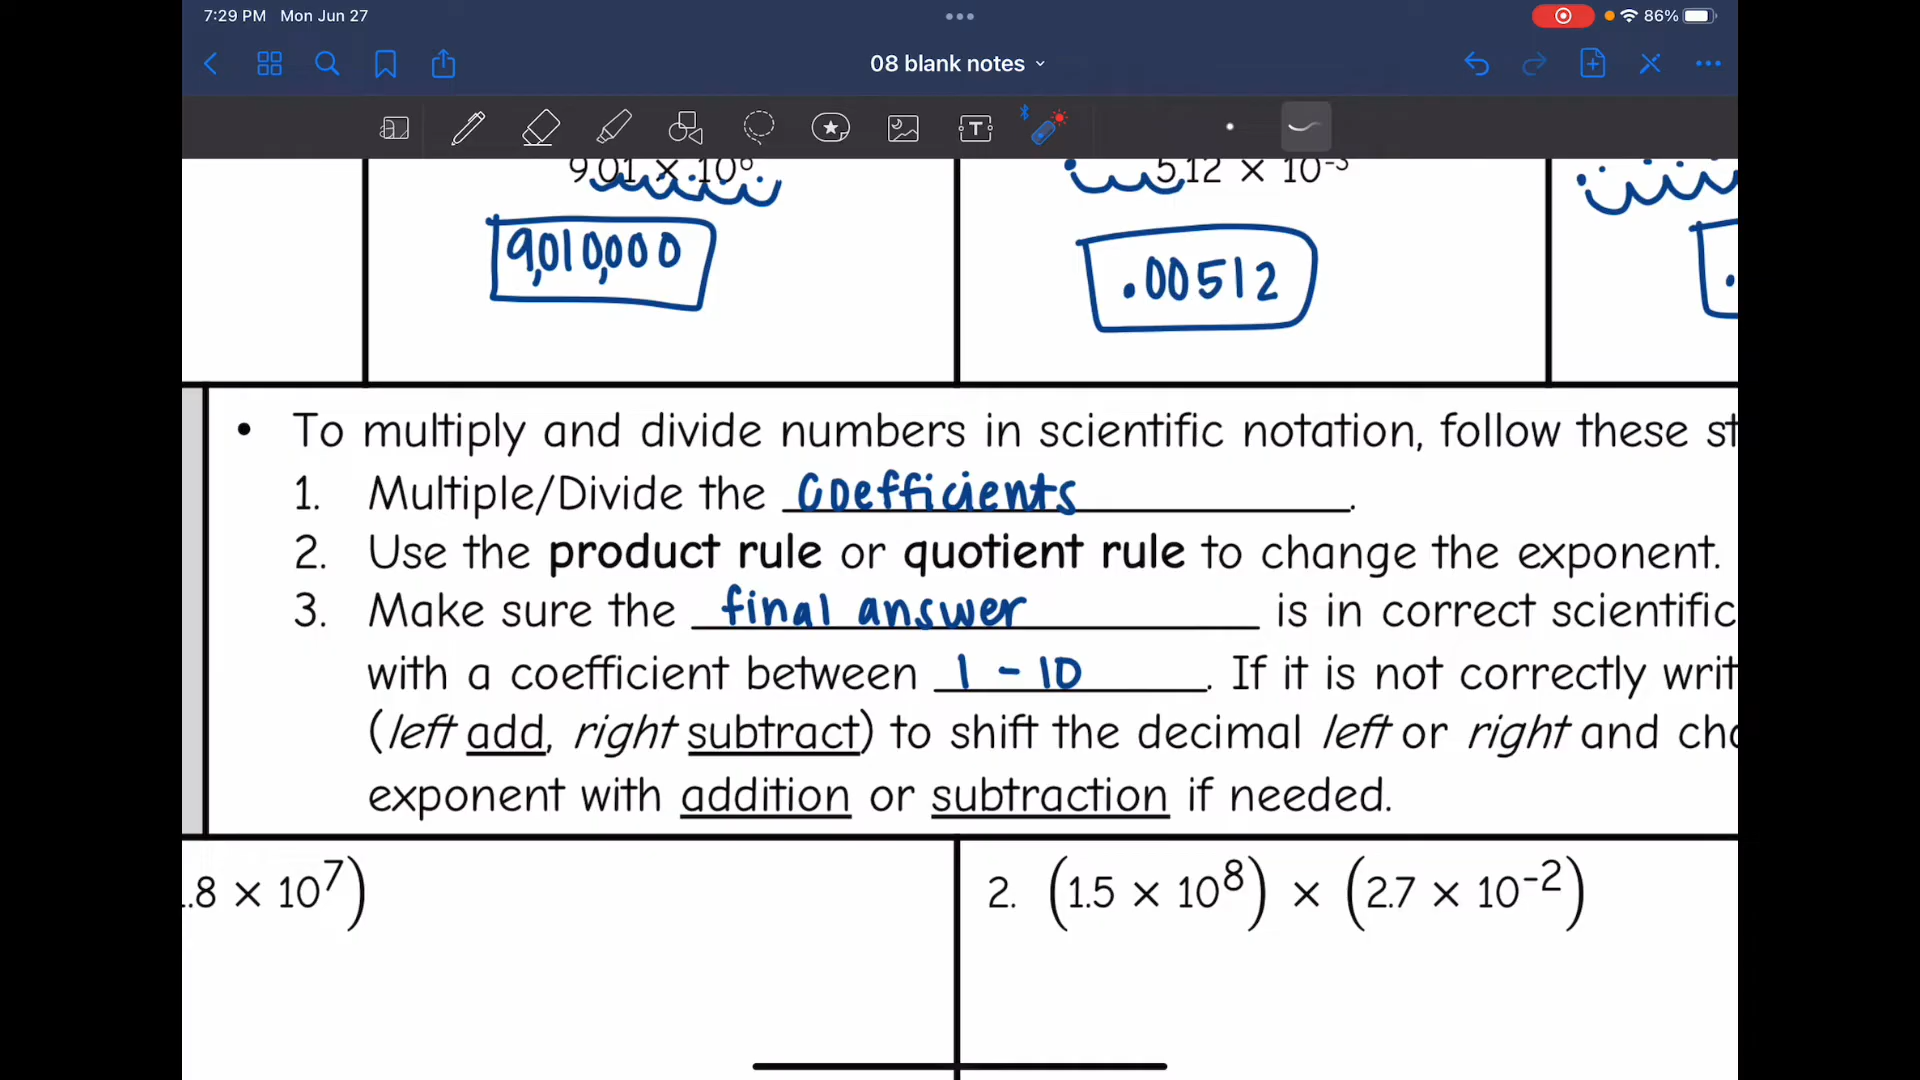 7:29 PM Mon Jun 27
86%
08 blank notes
T
9.01 × 10⁶
5.12 × 10⁻³
9,010,000
.00512
• To multiply and divide numbers in scientific notation, follow these st
1. Multiple/Divide the coefficients.
2. Use the product rule or quotient rule to change the exponent.
3. Make sure the final answer is in correct scientific
with a coefficient between 1 - 10. If it is not correctly writ
(left add, right subtract) to shift the decimal left or right and cha
exponent with addition or subtraction if needed.
.8 × 10⁷)
2. (1.5 × 10⁸) × (2.7 × 10⁻²)